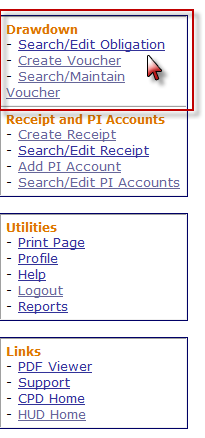 Drawdown
- Search/Edit Obligation
- Create Voucher
- Search/Maintain
Voucher
Receipt and PI Accounts
- Create Receipt
- Search/Edit Receipt
- Add PI Account
- Search/Edit PI Accounts
Utilities
- Print Page
- Profile
- Help
- Logout
- Reports
Links
- PDF Viewer
- Support
- CPD Home
- HUD Home